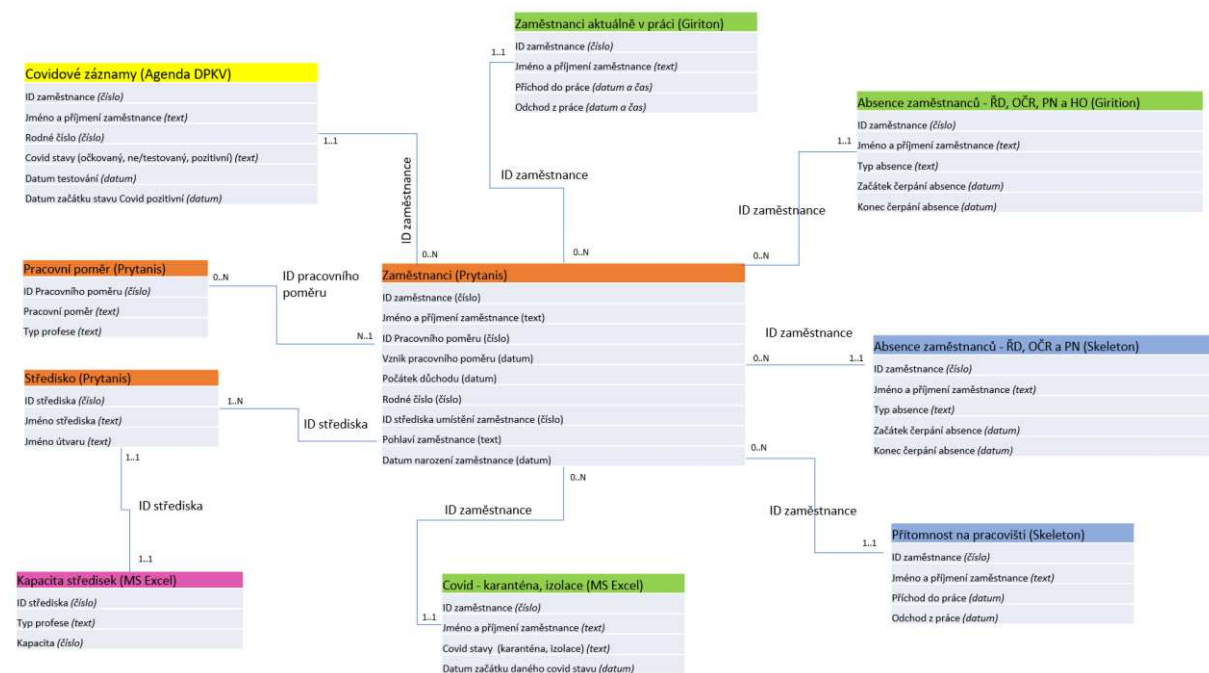 Zaměstnanci aktuálně v práci (Giriton)
ID zaměstnance (číslo)
Jméno a příjmení zaměstnance (text)
Příchod do práce (datum a čas)
Odchod z práce (datum a čas)
1..1
ID zaměstnance
0..N
Covidové záznamy (Agenda DPKV)
ID zaměstnance (číslo)
Jméno a příjmení zaměstnance (text)
Rodné číslo (číslo)
Covid stavy (očkovaný, ne/testovaný, pozitivní) (text)
Datum testování (datum)
Datum začátku stavu Covid pozitivní (datum)
1..1
ID zaměstnance
0..N
Absence zaměstnanců - ŘD, OČR, PN a HO (Girition)
ID zaměstnance (číslo)
Jméno a příjmení zaměstnance (text)
Typ absence (text)
Začátek čerpání absence (datum)
Konec čerpání absence (datum)
1..1
ID zaměstnance
0..N
Pracovní poměr (Prytanis)
ID Pracovního poměru (číslo)
Pracovní poměr (text)
Typ profese (text)
0..N
ID pracovního
poměru
N..1
Zaměstnanci (Prytanis)
ID zaměstnance (číslo)
Jméno a příjmení zaměstnance (text)
ID Pracovního poměru (číslo)
Vznik pracovního poměru (datum)
Počátek důchodu (datum)
Rodné číslo (číslo)
ID střediska umístění zaměstnance (číslo)
Pohlaví zaměstnance (text)
Datum narození zaměstnance (datum)
ID zaměstnance
0..N
1..1
Absence zaměstnanců - ŘD, OČR a PN (Skeleton)
ID zaměstnance (číslo)
Jméno a příjmení zaměstnance (text)
Typ absence (text)
Začátek čerpání absence (datum)
Konec čerpání absence (datum)
Středisko (Prytanis)
ID střediska (číslo)
Jméno střediska (text)
Jméno útvaru (text)
1..N
ID střediska
1..1
ID střediska
1..1
Kapacita středisek (MS Excel)
ID střediska (číslo)
Typ profese (text)
Kapacita (číslo)
0..N
ID zaměstnance
1..1
Covid - karanténa, izolace (MS Excel)
ID zaměstnance (číslo)
Jméno a příjmení zaměstnance (text)
Covid stavy (karanténa, izolace) (text)
Datum začátku daného covid stavu (datum)
0..N
ID zaměstnance
1..1
Přítomnost na pracovišti (Skeleton)
ID zaměstnance (číslo)
Jméno a příjmení zaměstnance (text)
Příchod do práce (datum)
Odchod z práce (datum)